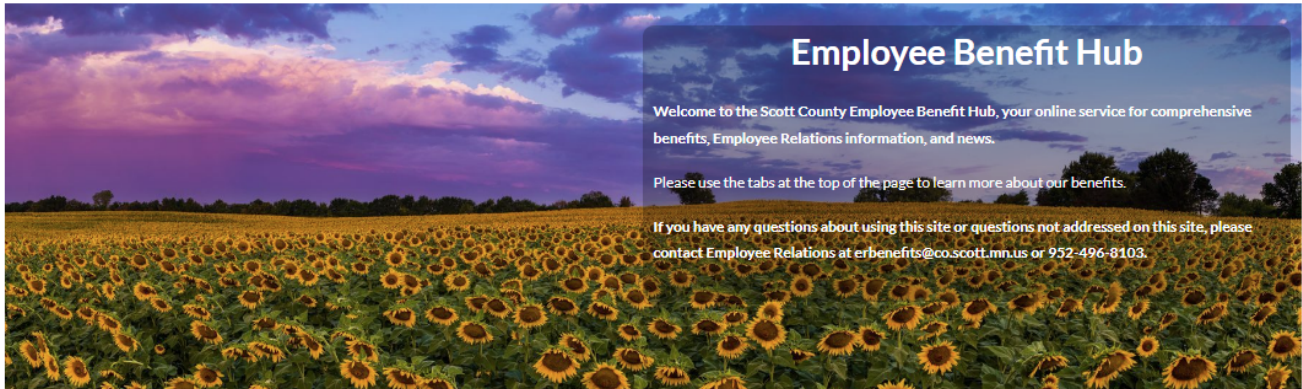 Employee Benefit Hub
Welcome to the Scott County Employee Benefit Hub, your online service for comprehensive
benefits, Employee Relations information, and news.
Please use the tabs at the top of the page to learn more about our benefits.
If you have any questions about using this site or questions not addressed on this site, please
contact Employee Relations at erbenefits@co.scott.mn.us or 952-496-8103.